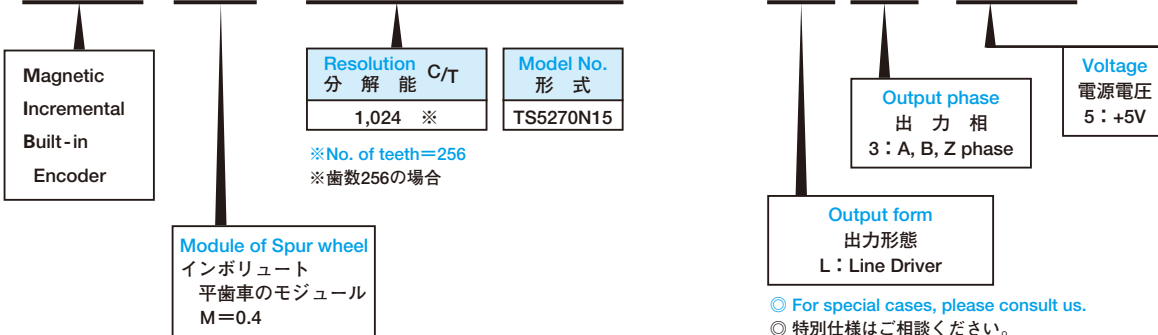 Magnetic
Incremental
Built-in
Encoder
Resolution C/T
分 解 能
1,024 ※
Model No.
形 式
TS5270N15
※No. of teeth=256
※歯数256の場合
Module of Spur wheel
インボリュート
平歯車のモジュール
M=0.4
Voltage
電源電圧
5：+5V
Output phase
出 力 相
3：A, B, Z phase
Output form
出力形態
L：Line Driver
◎ For special cases, please consult us.
◎ 特別仕様はご相談ください。